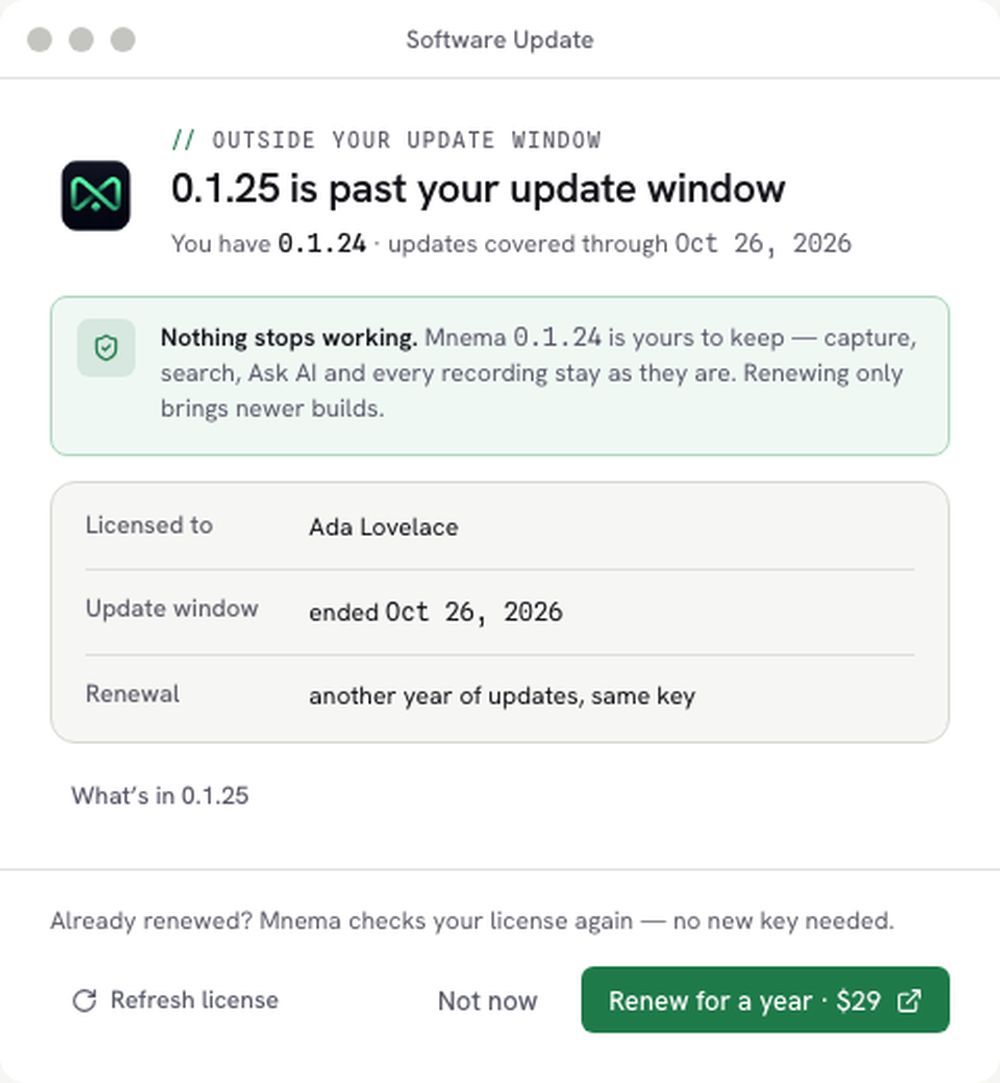 Software Update
// OUTSIDE YOUR UPDATE WINDOW
0.1.25 is past your update window
You have 0.1.24 · updates covered through Oct 26, 2026
Nothing stops working. Mnema 0.1.24 is yours to keep — capture,
search, Ask AI and every recording stay as they are. Renewing only
brings newer builds.
Licensed to Ada Lovelace
Update window ended Oct 26, 2026
Renewal another year of updates, same key
What’s in 0.1.25
Already renewed? Mnema checks your license again — no new key needed.
Refresh license Not now Renew for a year · $29